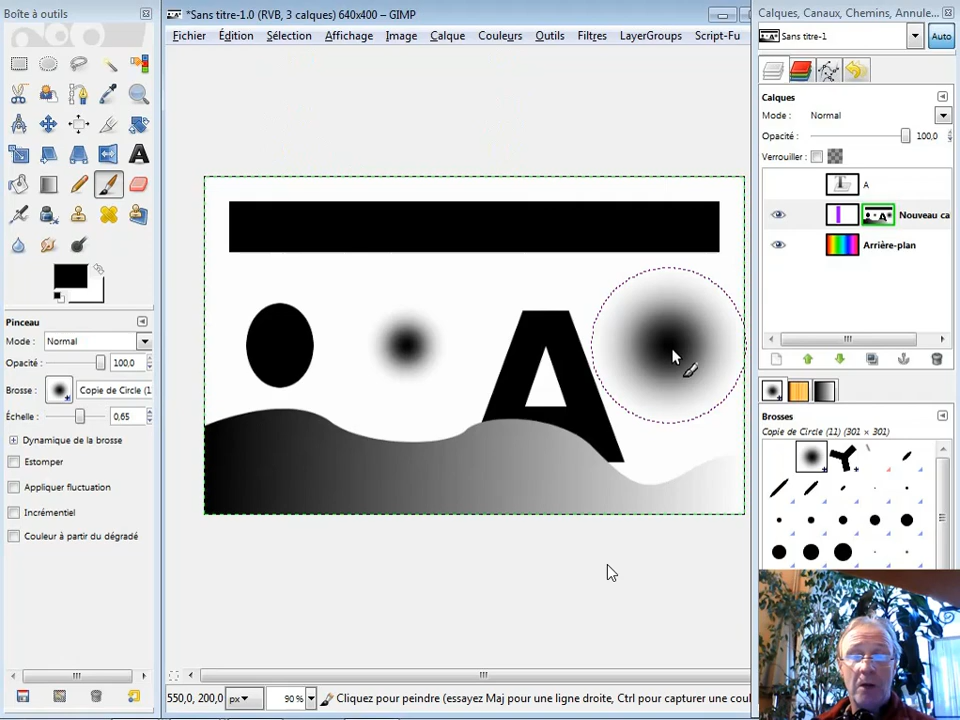 Boîte à outils
*Sans titre-1.0 (RVB, 3 calques) 640x400 – GIMP
Calques, Canaux, Chemins, Annule...
Fichier Édition Sélection Affichage Image Calque Couleurs Outils Filtres LayerGroups Script-Fu
Sans titre-1
Auto
Calques
Mode : Normal
Opacité : 100,0
Verrouiller :
A
Nouveau ca
Arrière-plan
A
Pinceau
Mode : Normal
Opacité : 100,0
Brosse : Copie de Circle (1
Échelle : 0,65
Dynamique de la brosse
Estomper
Appliquer fluctuation
Incrémentiel
Couleur à partir du dégradé
Brosses
Copie de Circle (11) (301 × 301)
550,0, 200,0 px 90 % Cliquez pour peindre (essayez Maj pour une ligne droite, Ctrl pour capturer une coul